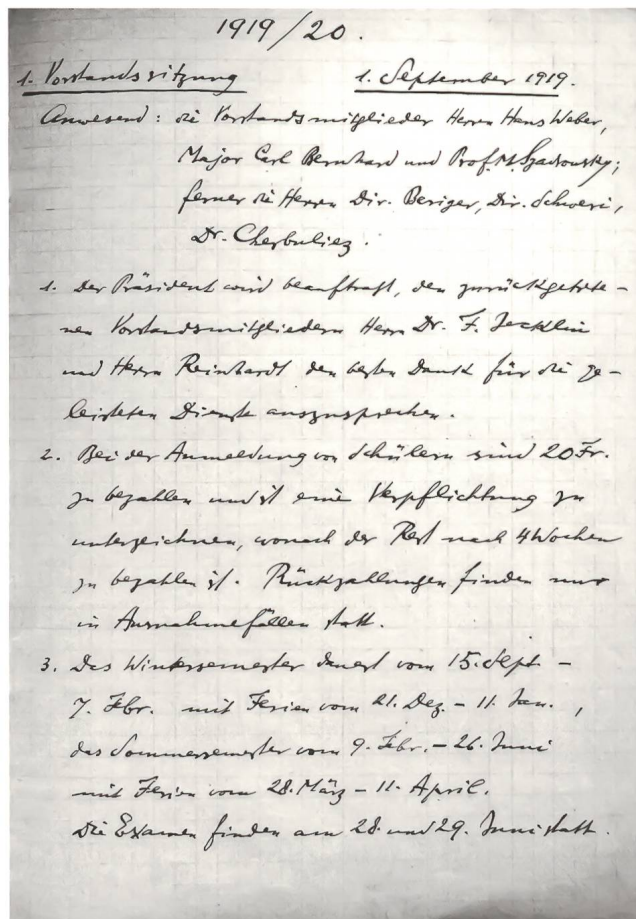 1919/20.
1. Vorstandssitzung 1. September 1919.
Anwesend: die Vorstandsmitglieder Herren Hans Weber,
Major Carl Bernhard und Prof. M. Szadrowsky;
ferner die Herren Dir. Beriger, Dir. Schweri,
Dr. Cherbuliez.
1. Der Präsident wird beauftragt, den zurückgetrete-
nen Vorstandsmitgliedern Herrn Dr. F. Jecklin
und Herrn Reinhardt den besten Dank für die ge-
leisteten Dienste auszusprechen.
2. Bei der Anmeldung von Schülern sind 20 Fr.
zu bezahlen und ist eine Verpflichtung zu
unterzeichnen, wonach der Rest nach 4 Wochen
zu bezahlen ist. Rückzahlungen finden nur
in Ausnahmefällen statt.
3. Das Wintersemester dauert vom 15. Sept. -
7. Febr. mit Ferien vom 21. Dez. - 11. Jan.,
das Sommersemester vom 9. Febr. - 26. Juni
mit Ferien vom 28. März - 11. April.
Die Examen finden am 28. und 29. Juni statt.